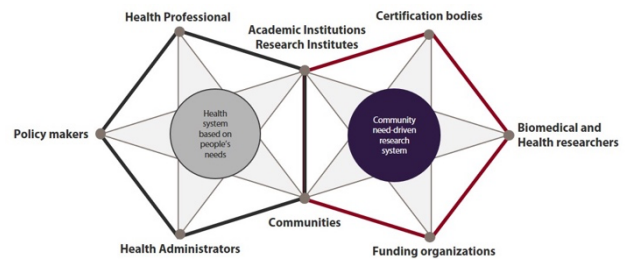 Health Professional
Academic Institutions
Research Institutes
Certification bodies
Policy makers
Health
system
based on
people's
needs
Community
need-driven
research
system
Biomedical and
Health researchers
Health Administrators
Communities
Funding organizations